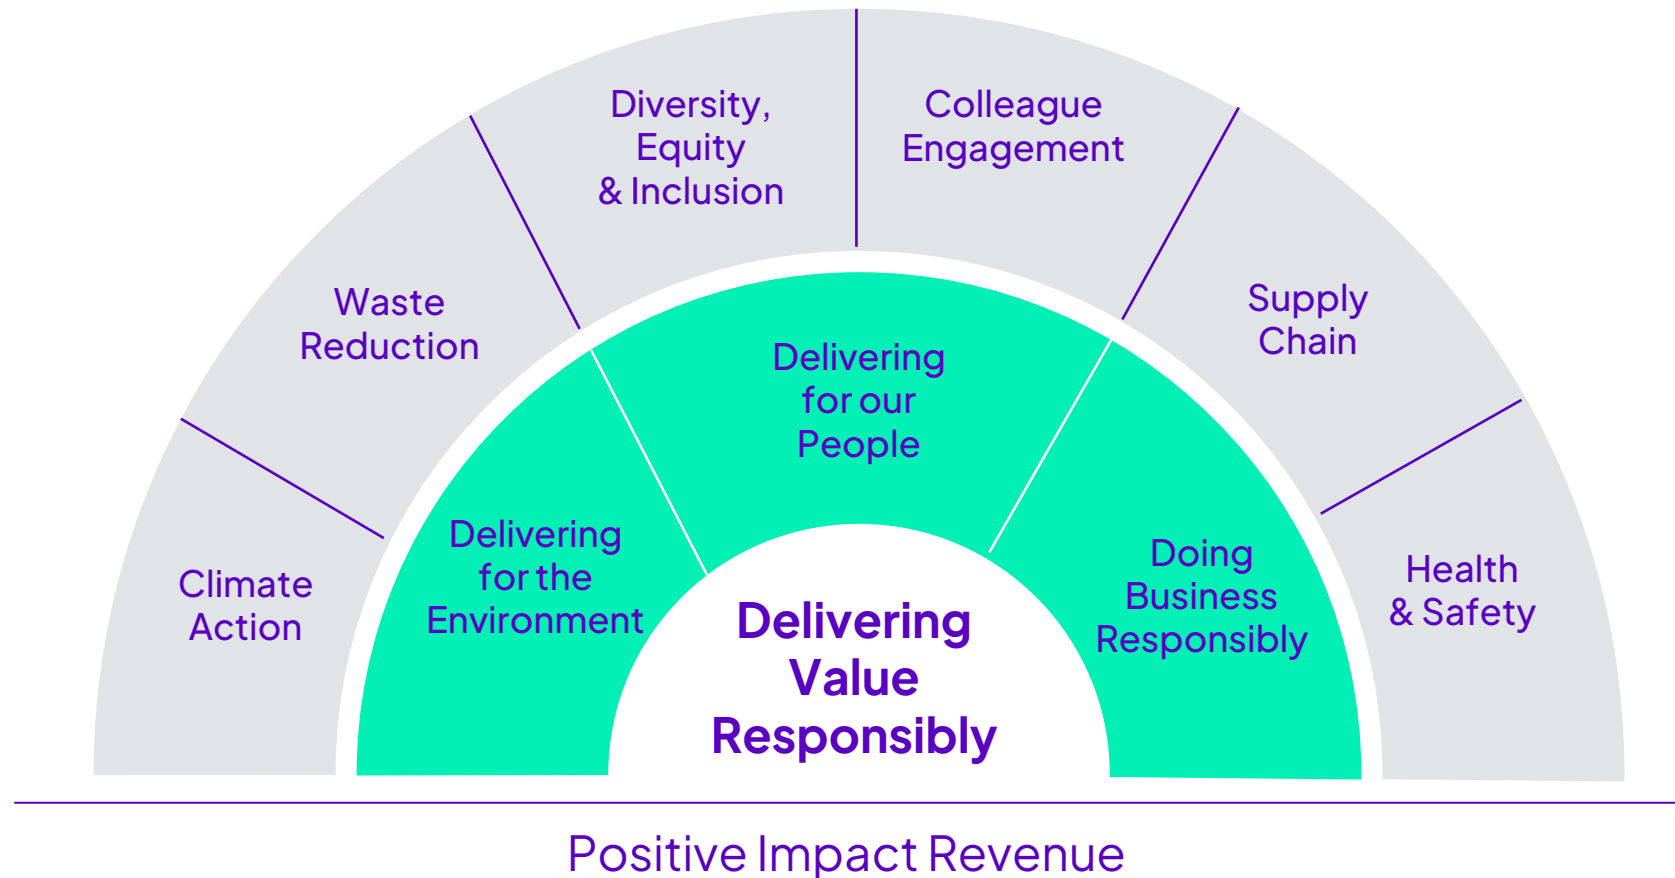 Diversity,
Equity
& Inclusion
Colleague
Engagement
Waste
Reduction
Supply
Chain
Climate
Action
Health
& Safety
Delivering
for our
People
Delivering
for the
Environment
Doing
Business
Responsibly
Delivering
Value
Responsibly
Positive Impact Revenue